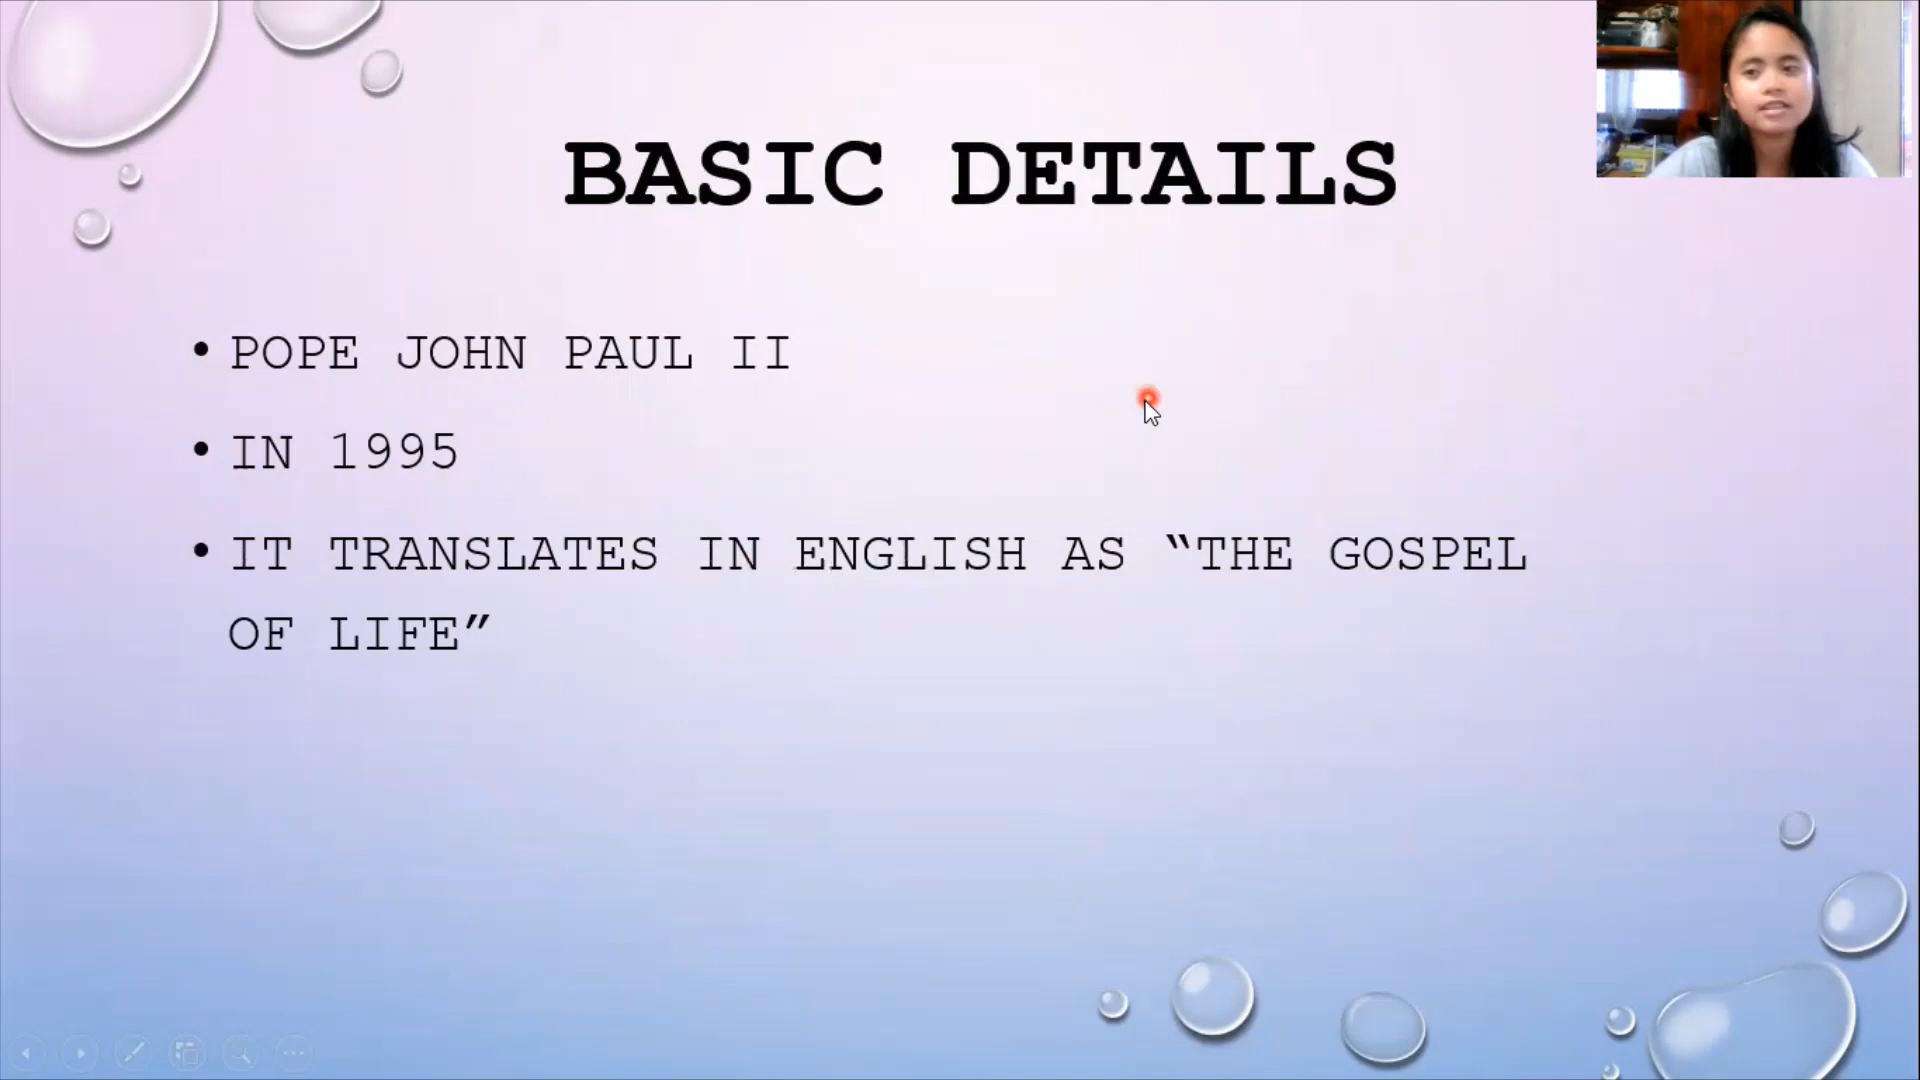 BASIC DETAILS
• POPE JOHN PAUL II
• IN 1995
• IT TRANSLATES IN ENGLISH AS “THE GOSPEL
OF LIFE”